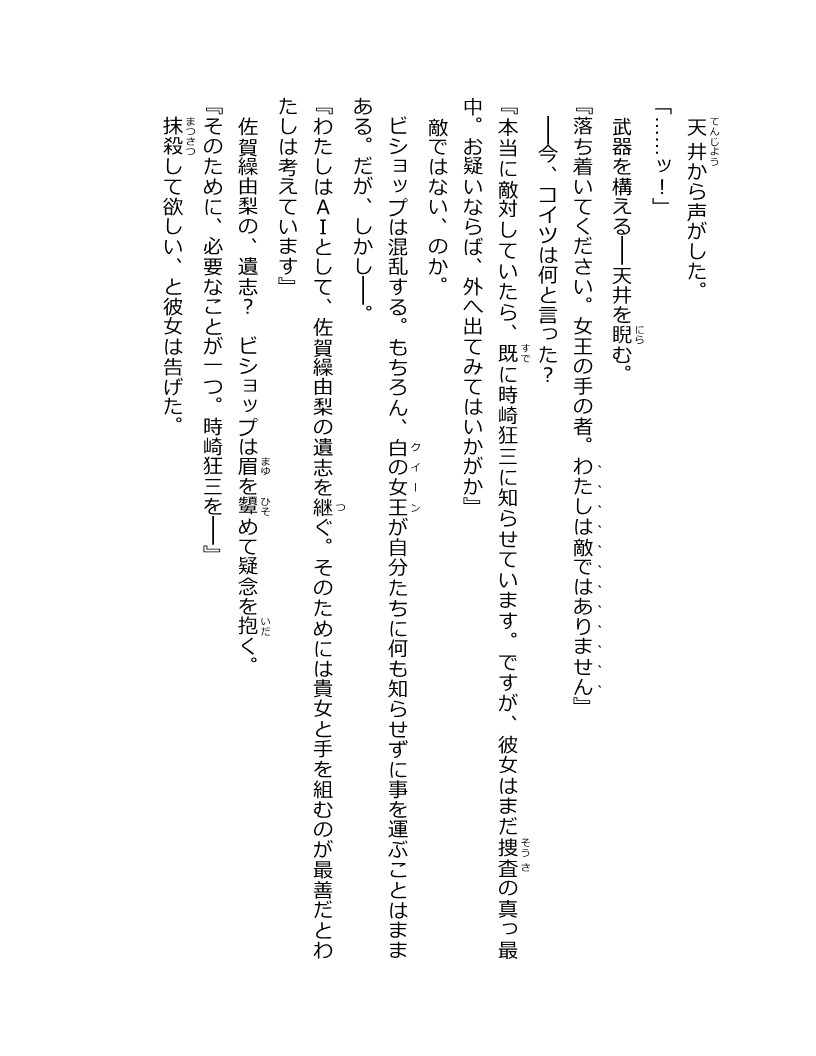 天井から声がした。
「……ッ！」
武器を構える──天井を睨む。
『落ち着いてください。女王の手の者。わたしは敵ではありません』
──今、コイツは何と言った？
『本当に敵対していたら、既に時崎狂三に知らせています。ですが、彼女はまだ捜査の真っ最
中。お疑いならば、外へ出てみてはいかがか』
敵ではない、のか。
ビショップは混乱する。もちろん、白の女王が自分たちに何も知らせずに事を運ぶことはまま
ある。だが、しかし──。
『わたしはＡＩとして、佐賀繰由梨の遺志を継ぐ。そのためには貴女と手を組むのが最善だとわ
たしは考えています』
佐賀繰由梨の、遺志？　ビショップは眉を顰めて疑念を抱く。
『そのために、必要なことが一つ。時崎狂三を──』
抹殺して欲しい、と彼女は告げた。